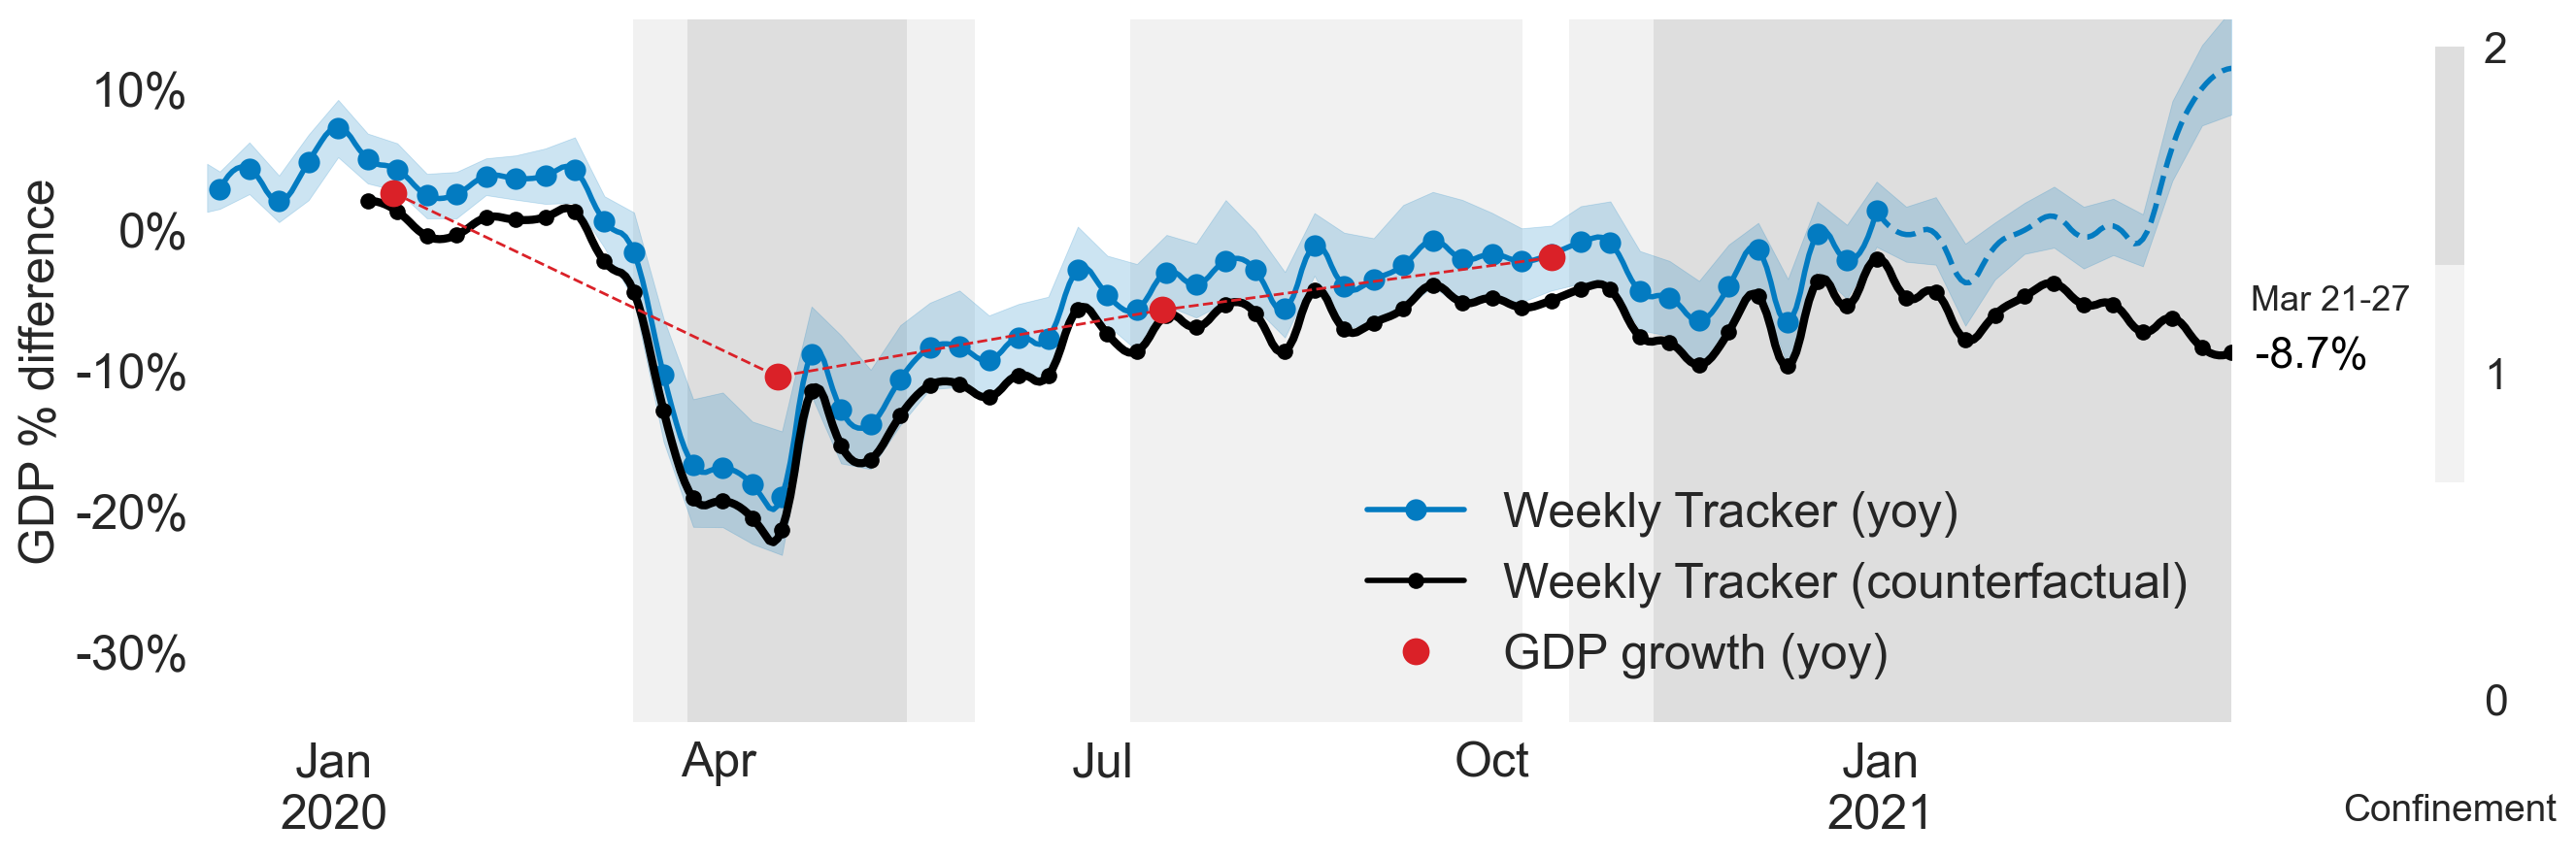 GDP % difference
10%
0%
-10%
-20%
-30%
Jan
2020
Apr
Jul
Oct
Jan
2021
Weekly Tracker (yoy)
Weekly Tracker (counterfactual)
GDP growth (yoy)
Mar 21-27
-8.7%
2
1
0
Confinement